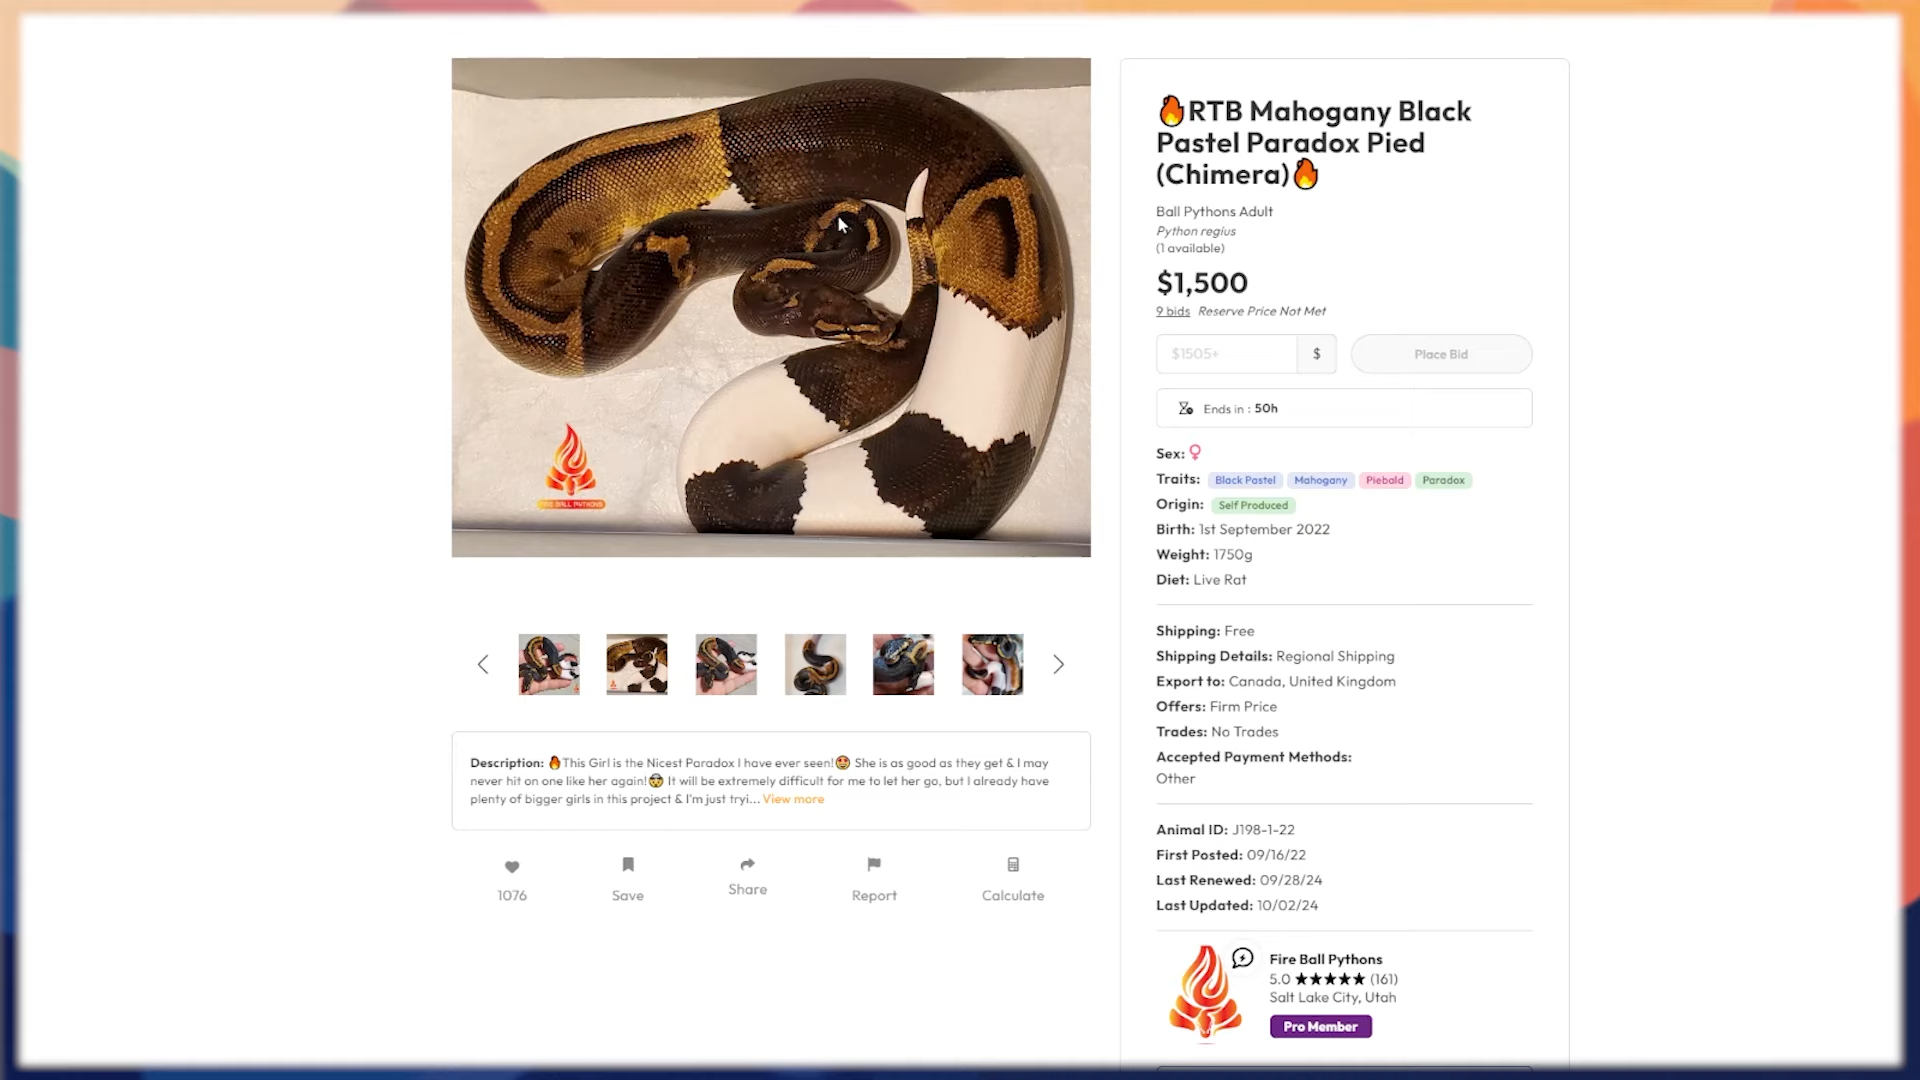 🔥RTB Mahogany Black
Pastel Paradox Pied
(Chimera)🔥
Ball Pythons Adult
Python regius
(1 available)
$1,500
9 bids Reserve Price Not Met
$1505+ $ Place Bid
Ends in : 50h
Sex: ♀
Traits: Black Pastel Mahogany Piebald Paradox
Origin: Self Produced
Birth: 1st September 2022
Weight: 1750g
Diet: Live Rat
Shipping: Free
Shipping Details: Regional Shipping
Export to: Canada, United Kingdom
Offers: Firm Price
Trades: No Trades
Accepted Payment Methods:
Other
Animal ID: J198-1-22
First Posted: 09/16/22
Last Renewed: 09/28/24
Last Updated: 10/02/24
Fire Ball Pythons
5.0 ★★★★★ (161)
Salt Lake City, Utah
Pro Member
FIRE BALL PYTHONS
Description: 🔥This Girl is the Nicest Paradox I have ever seen!🤩 She is as good as they get & I may
never hit on one like her again!🤯 It will be extremely difficult for me to let her go, but I already have
plenty of bigger girls in this project & I'm just tryi... View more
1076 Save Share Report Calculate